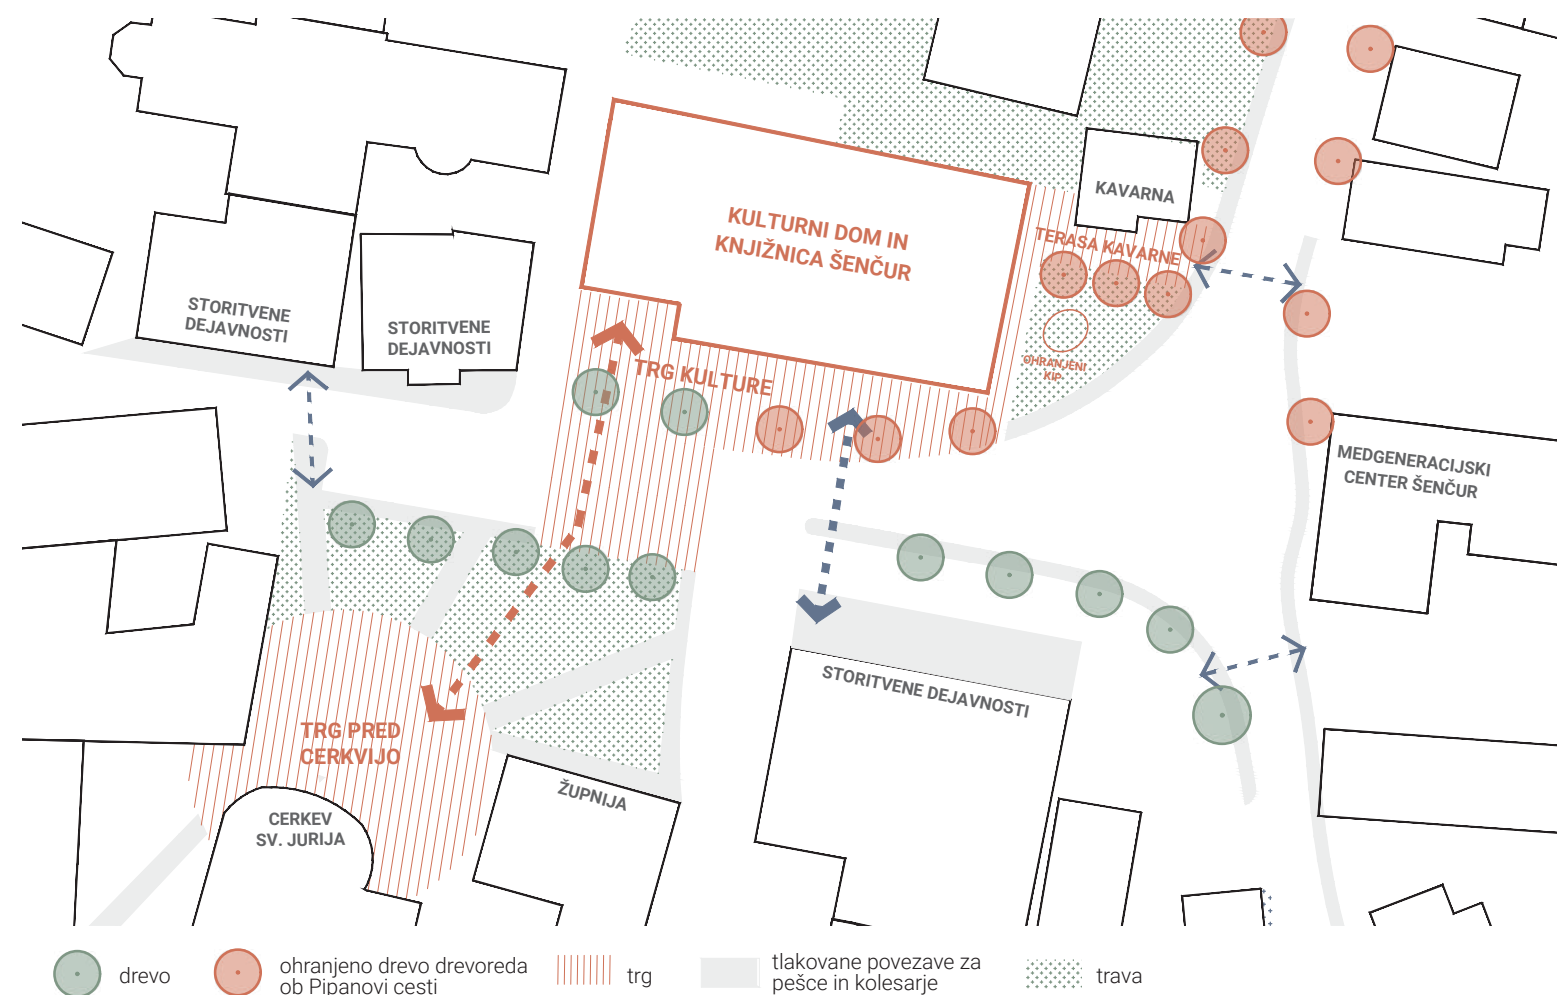 KULTURNI DOM IN
KNJIŽNICA ŠENČUR
KAVARNA
TERASA KAVARNE
OHRANJENI
KIP
STORITVENE
DEJAVNOSTI
STORITVENE
DEJAVNOSTI
TRG KULTURE
MEDGENERACIJSKI
CENTER ŠENČUR
STORITVENE DEJAVNOSTI
TRG PRED
CERKVIJO
ŽUPNIJA
CERKEV
SV. JURIJA
drevo
ohranjeno drevo drevoreda
ob Pipanovi cesti
trg
tlakovane povezave za
pešce in kolesarje
trava